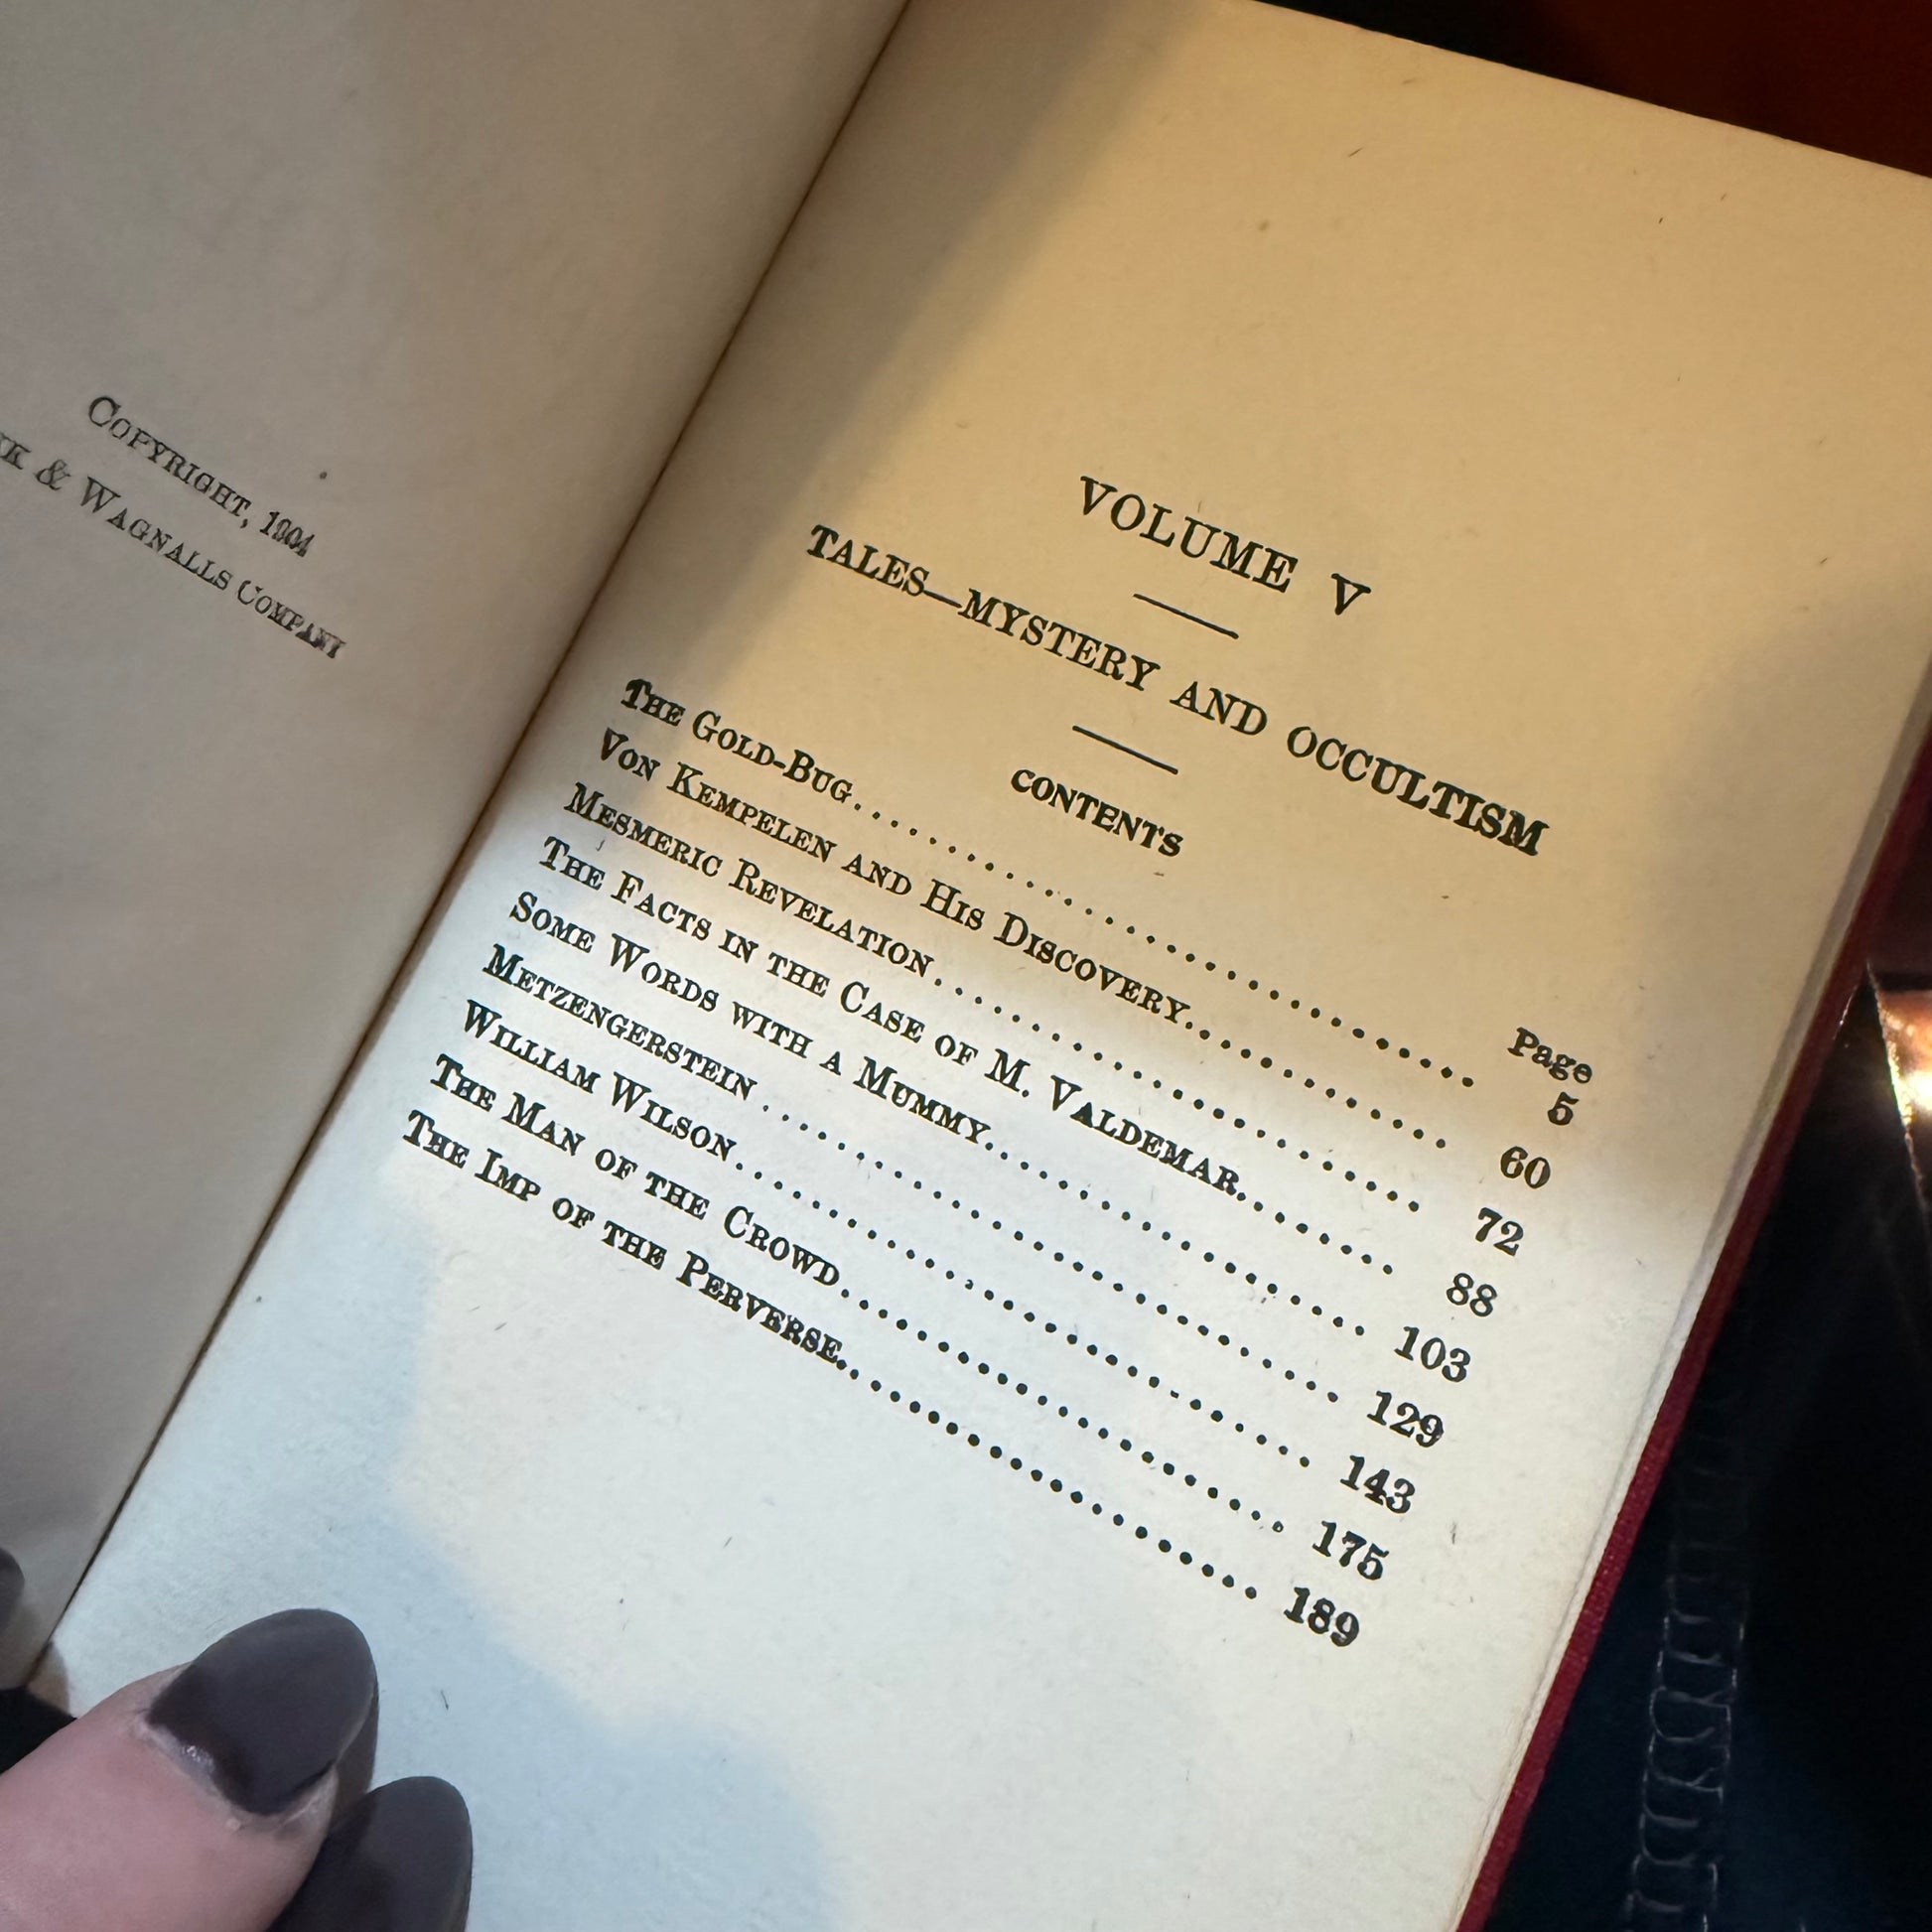 Copyright, 1904
& Wagnalls Company
VOLUME V
TALES—MYSTERY AND OCCULTISM
CONTENTS
Page
The Gold-Bug........................ 5
Von Kempelen and His Discovery........... 60
Mesmeric Revelation.................... 72
The Facts in the Case of M. Valdemar....... 88
Some Words with a Mummy................ 103
Metzengerstein ........................ 129
William Wilson......................... 143
The Man of the Crowd................... 175
The Imp of the Perverse................. 189